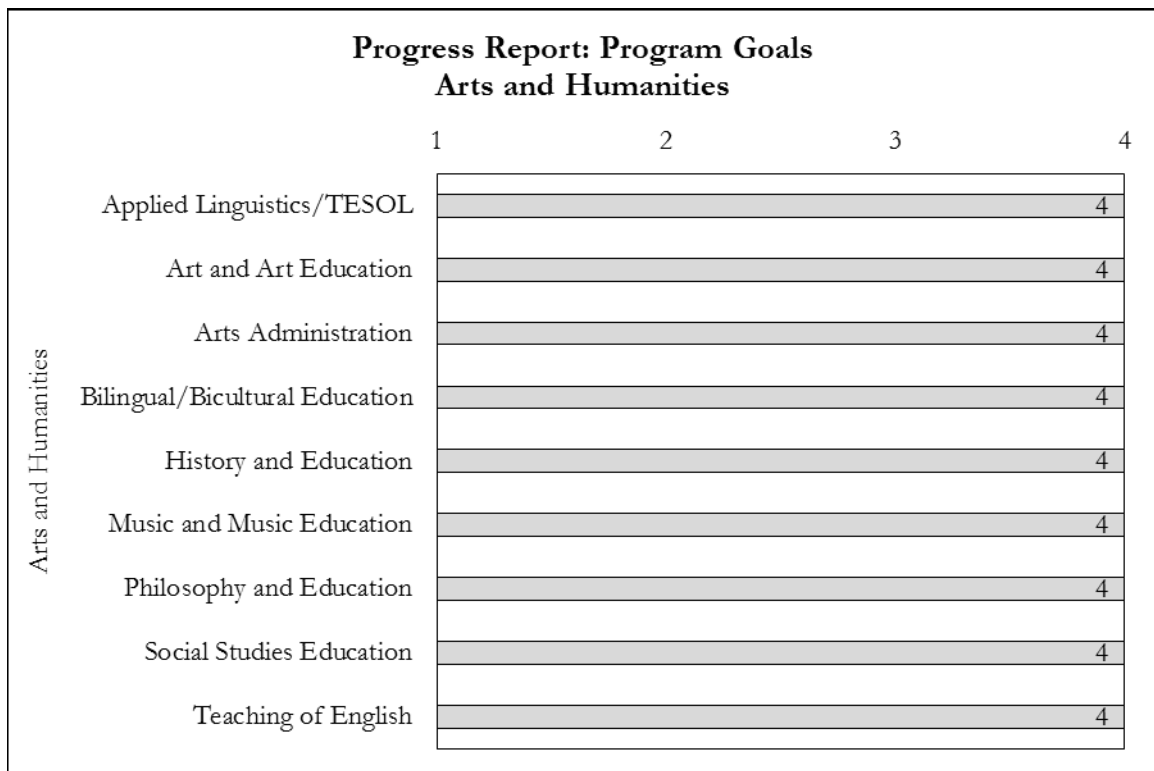 Progress Report: Program Goals
Arts and Humanities
1 2 3 4
Arts and Humanities
Applied Linguistics/TESOL 4
Art and Art Education 4
Arts Administration 4
Bilingual/Bicultural Education 4
History and Education 4
Music and Music Education 4
Philosophy and Education 4
Social Studies Education 4
Teaching of English 4